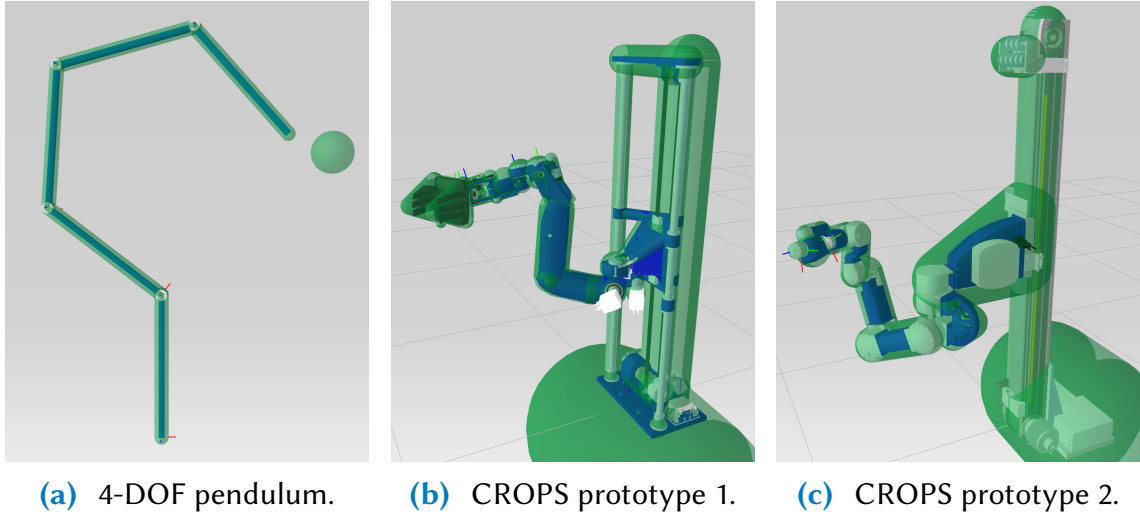 (a) 4-DOF pendulum.
(b) CROPS prototype 1.
(c) CROPS prototype 2.